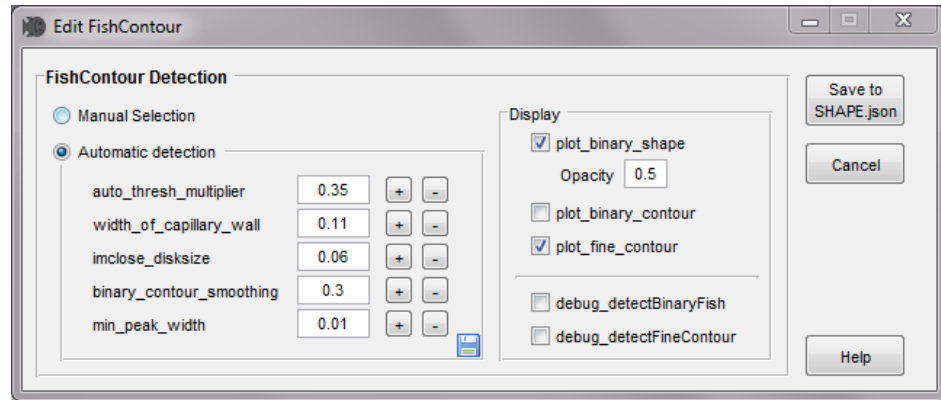 Edit FishContour
FishContour Detection
Manual Selection
Automatic detection
auto_thresh_multiplier 0.35 + -
width_of_capillary_wall 0.11 + -
imclose_disksize 0.06 + -
binary_contour_smoothing 0.3 + -
min_peak_width 0.01 + -
Display
plot_binary_shape
Opacity 0.5
plot_binary_contour
plot_fine_contour
debug_detectBinaryFish
debug_detectFineContour
Save to
SHAPE.json
Cancel
Help